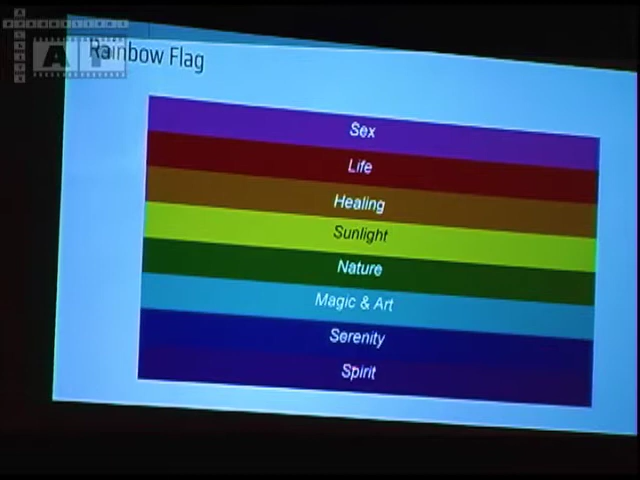 Rainbow Flag
Sex
Life
Healing
Sunlight
Nature
Magic & Art
Serenity
Spirit